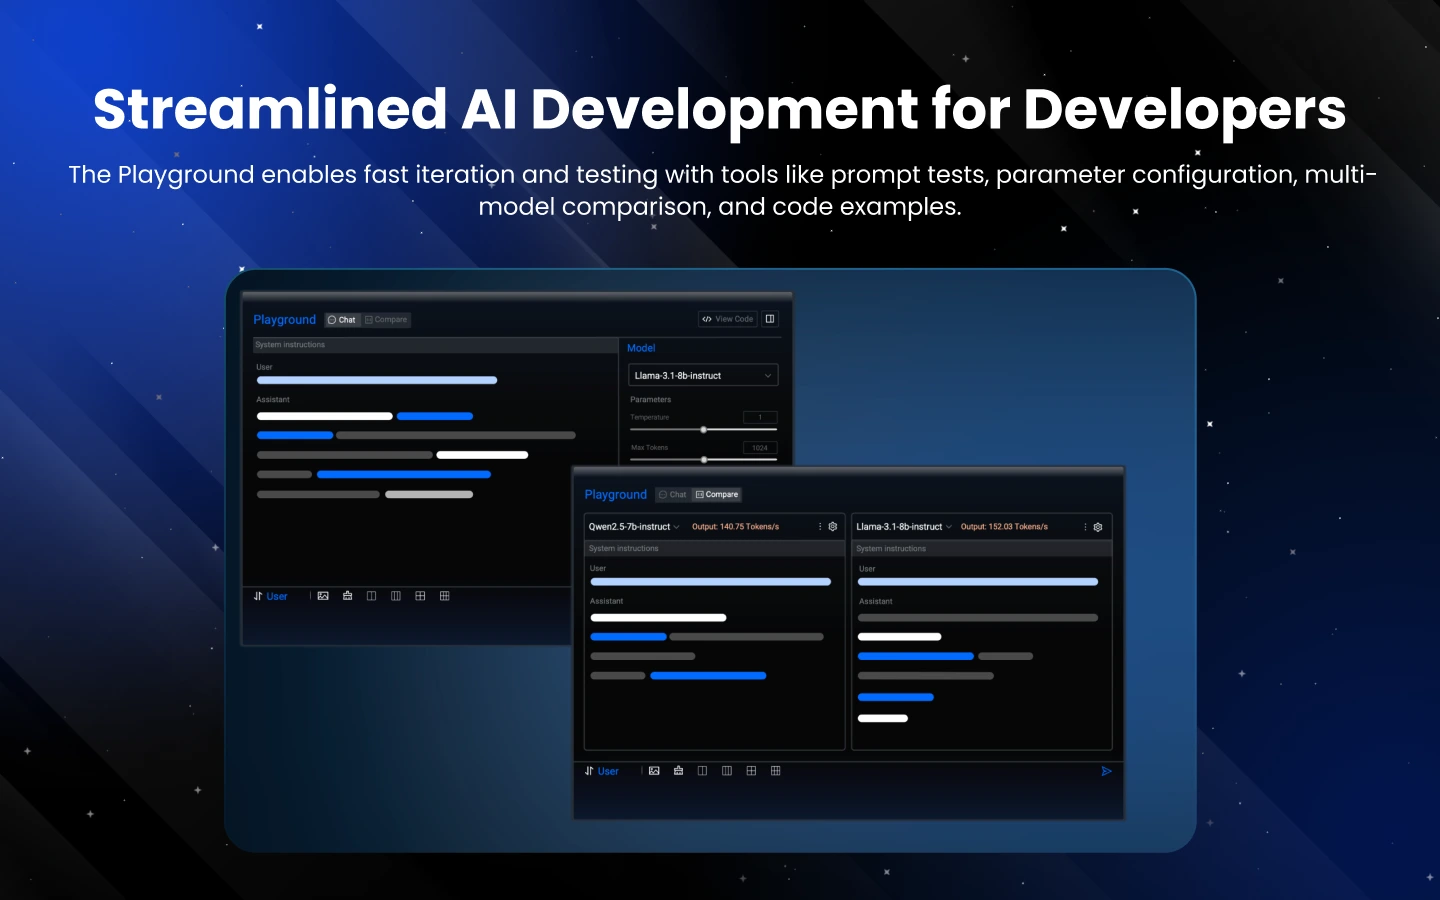 Streamlined AI Development for Developers
The Playground enables fast iteration and testing with tools like prompt tests, parameter configuration, multi-
model comparison, and code examples.
Playground Chat Compare View Code
System instructions
Model
User
Llama-3.1-8b-instruct
Assistant
Parameters
Temperature 1
Max Tokens 1024
User
Playground Chat Compare
Qwen2.5-7b-instruct Output: 140.75 Tokens/s
System instructions
User
Assistant
Llama-3.1-8b-instruct Output: 152.03 Tokens/s
System instructions
User
Assistant
User